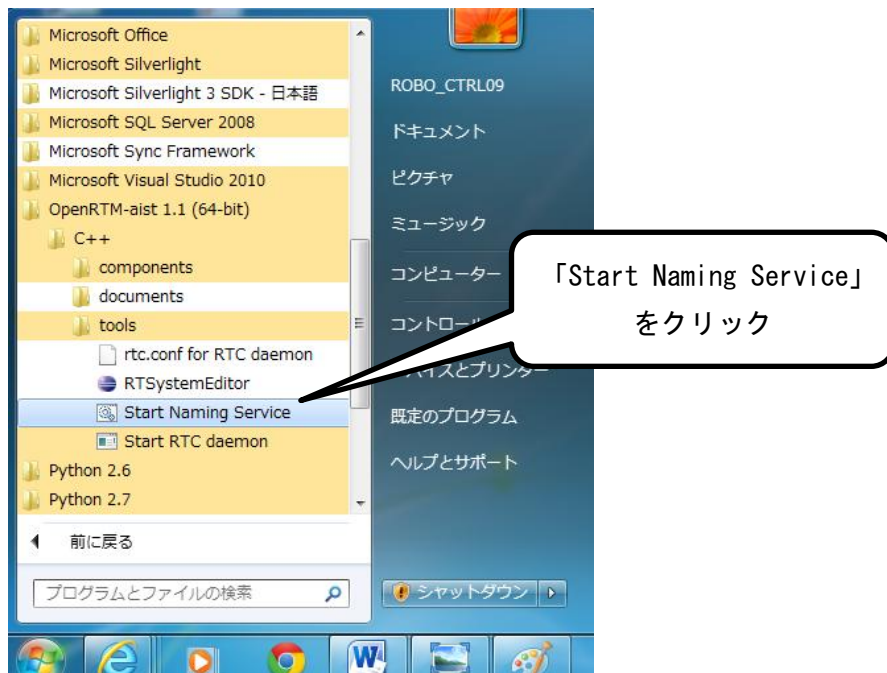 Microsoft Office
Microsoft Silverlight
Microsoft Silverlight 3 SDK - 日本語
Microsoft SQL Server 2008
Microsoft Sync Framework
Microsoft Visual Studio 2010
OpenRTM-aist 1.1 (64-bit)
C++
components
documents
tools
rtc.conf for RTC daemon
RTSystemEditor
Start Naming Service
Start RTC daemon
Python 2.6
Python 2.7
前に戻る
プログラムとファイルの検索
ROBO_CTRL09
ドキュメント
ピクチャ
ミュージック
コンピューター
コントロール
バイスとプリンター
既定のプログラム
ヘルプとサポート
シャットダウン
「Start Naming Service」
をクリック